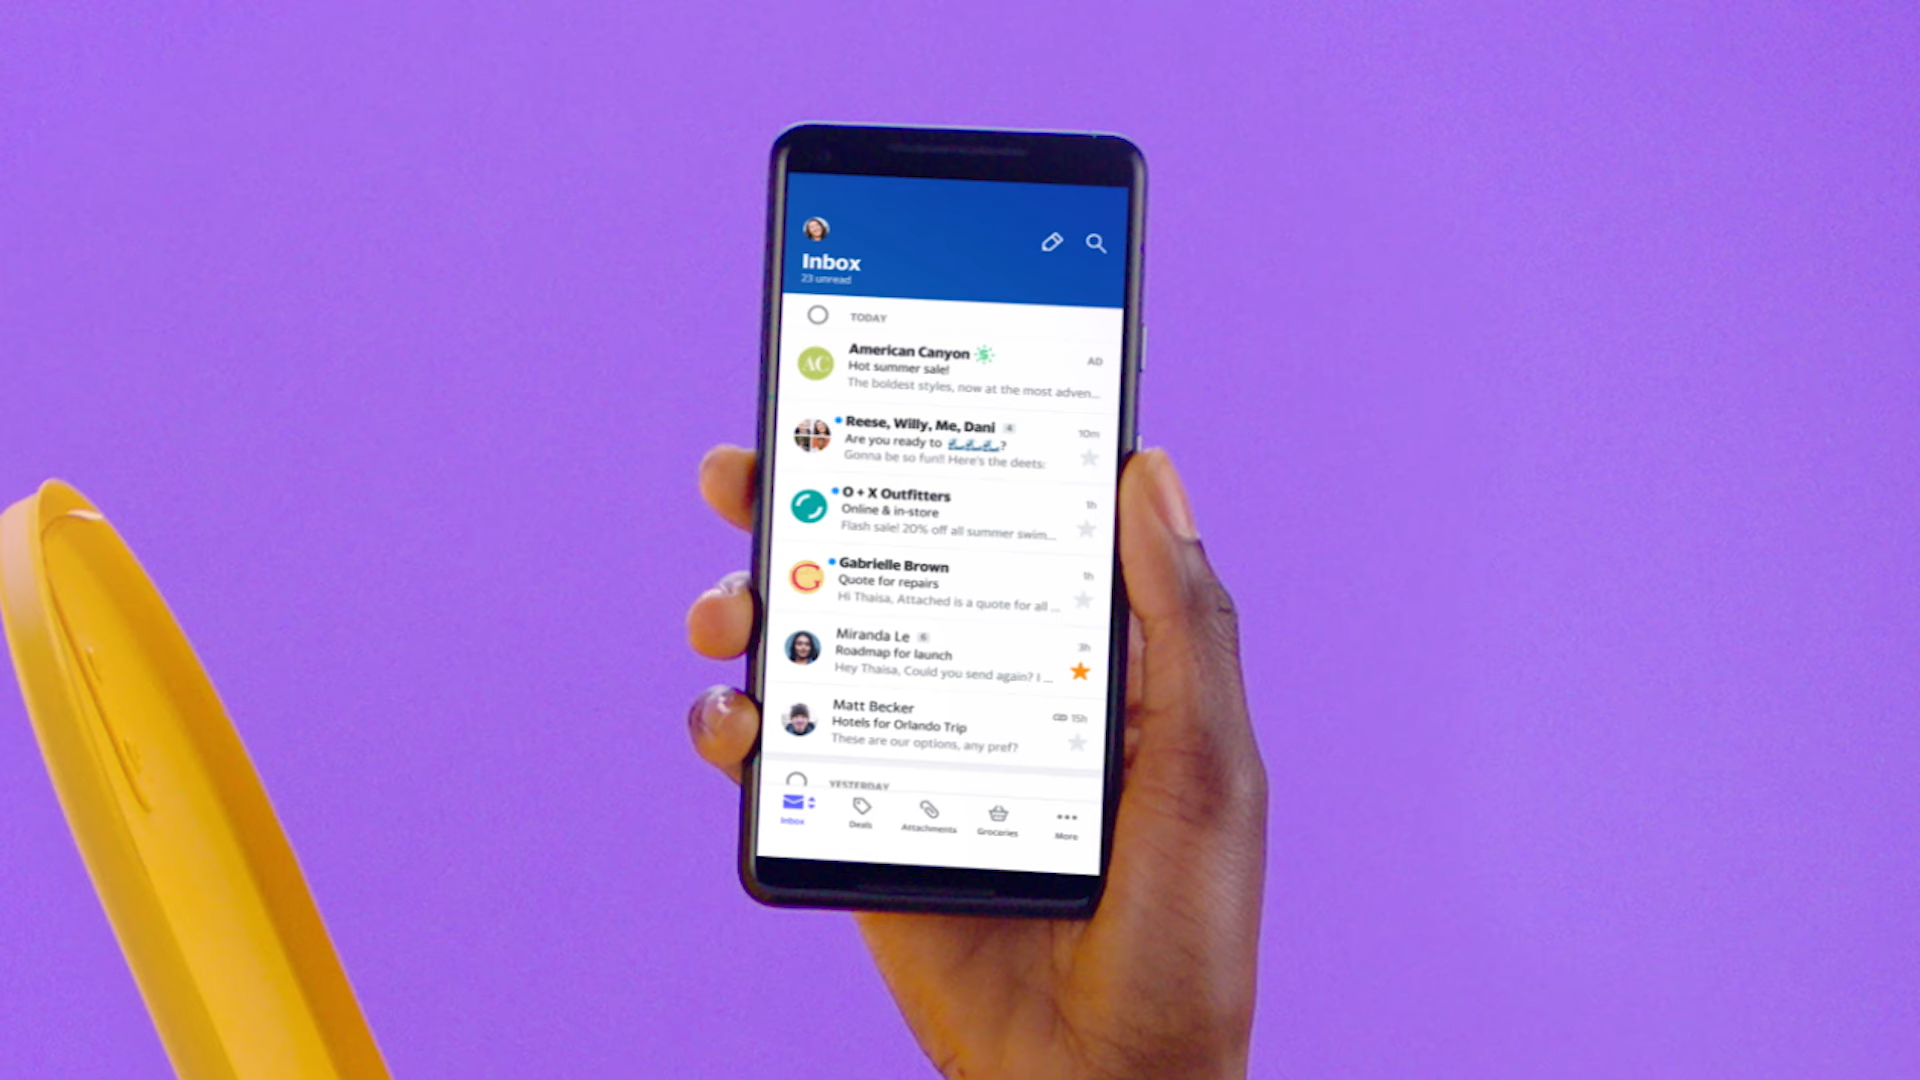 Inbox
23 unread
TODAY
AC
American Canyon
AD
Hot summer sale!
The boldest styles, now at the most adven...
Reese, Willy, Me, Dani 4
10m
Are you ready to 🚤🚤🚤?
Gonna be so fun!! Here's the deets:
O + X Outfitters
1h
Online & in-store
Flash sale! 20% off all summer swim...
G
Gabrielle Brown
1h
Quote for repairs
Hi Thaisa, Attached is a quote for all ...
Miranda Le 6
3h
Roadmap for launch
Hey Thaisa, Could you send again? I ...
Matt Becker
15h
Hotels for Orlando Trip
These are our options, any pref?
YESTERDAY
Inbox
Deals
Attachments
Groceries
More